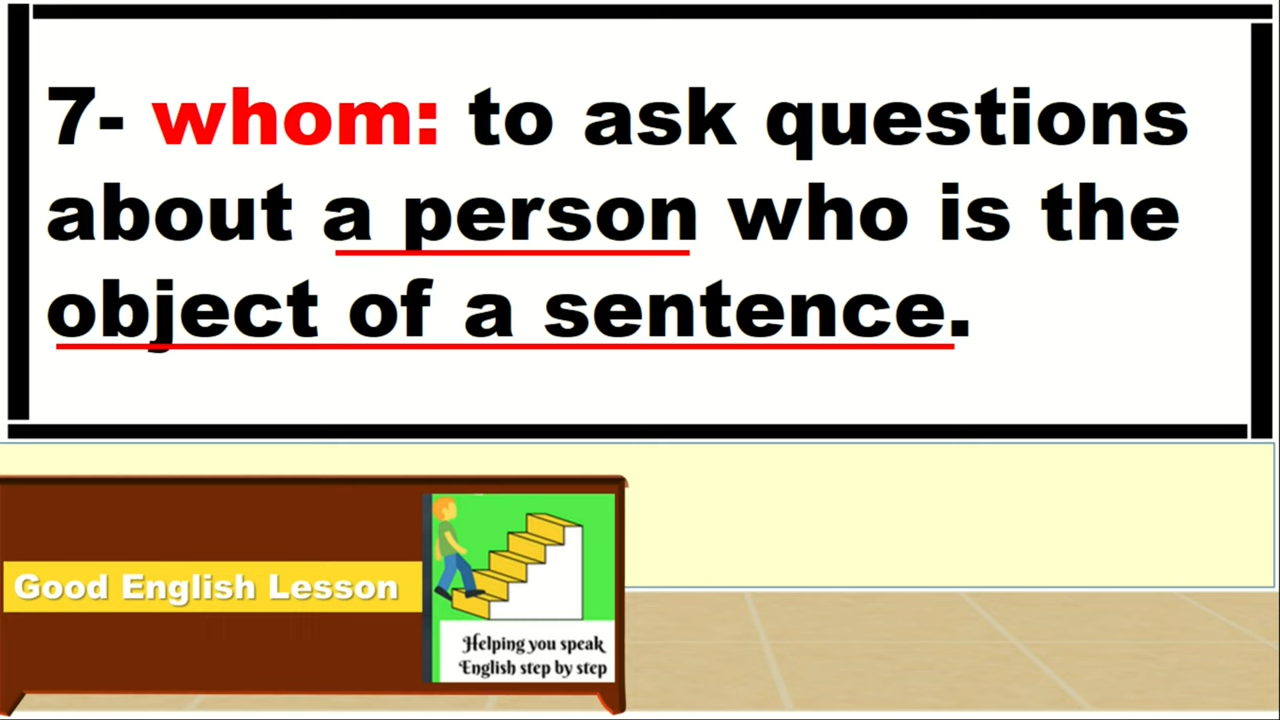 7- whom: to ask questions
about a person who is the
object of a sentence.
Good English Lesson
Helping you speak
English step by step